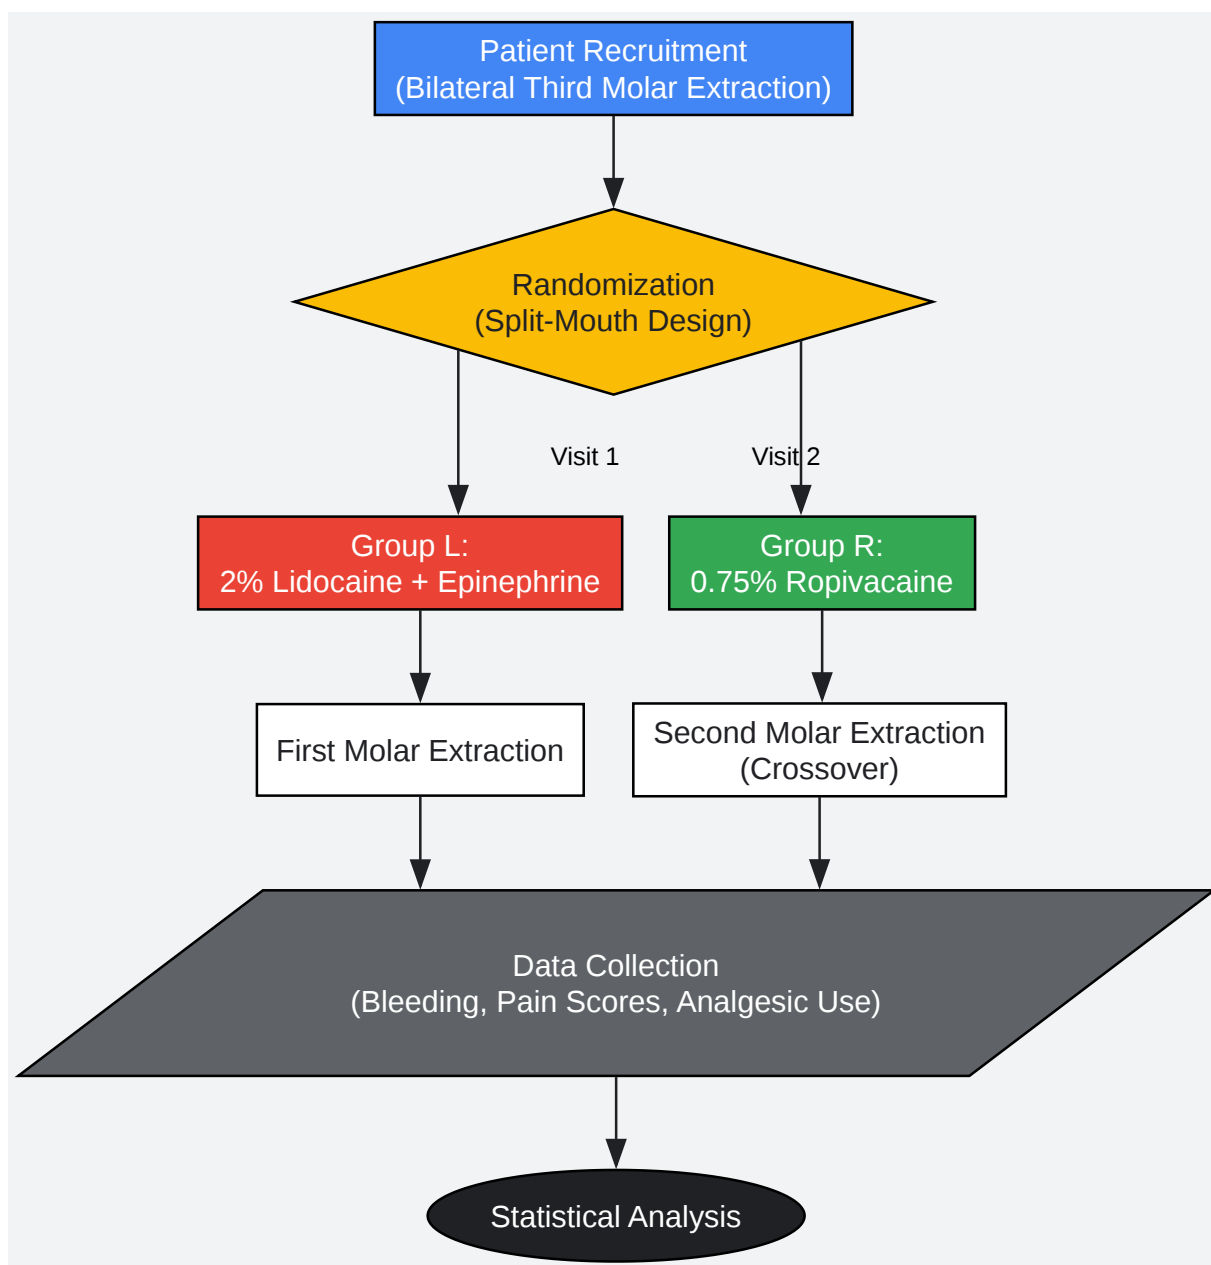 Patient Recruitment
(Bilateral Third Molar Extraction)
Randomization
(Split-Mouth Design)
Visit 1
Visit 2
Group L:
2% Lidocaine + Epinephrine
Group R:
0.75% Ropivacaine
First Molar Extraction
Second Molar Extraction
(Crossover)
Data Collection
(Bleeding, Pain Scores, Analgesic Use)
Statistical Analysis